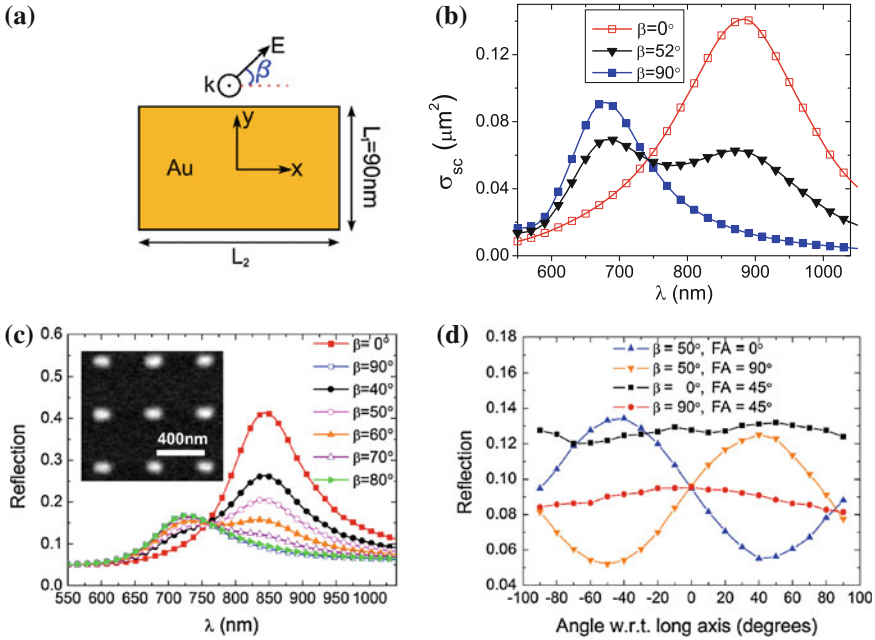 (a)
E
β
k
y
Au
x
L₁=90nm
L₂
(b)
β=0°
β=52°
β=90°
σsc (μm²)
0.12
0.08
0.04
0.00
600 700 800 900 1000
λ (nm)
(c)
0.6
0.5
0.4
0.3
0.2
0.1
0.0
Reflection
400nm
β= 0°
β=90°
β=40°
β=50°
β=60°
β=70°
β=80°
550 600 650 700 750 800 850 900 950 1000
λ (nm)
(d)
0.18
0.16
0.14
0.12
0.10
0.08
0.06
0.04
Reflection
β = 50°, FA = 0°
β = 50°, FA = 90°
β = 0°, FA = 45°
β = 90°, FA = 45°
-100 -80 -60 -40 -20 0 20 40 60 80 100
Angle w.r.t. long axis (degrees)